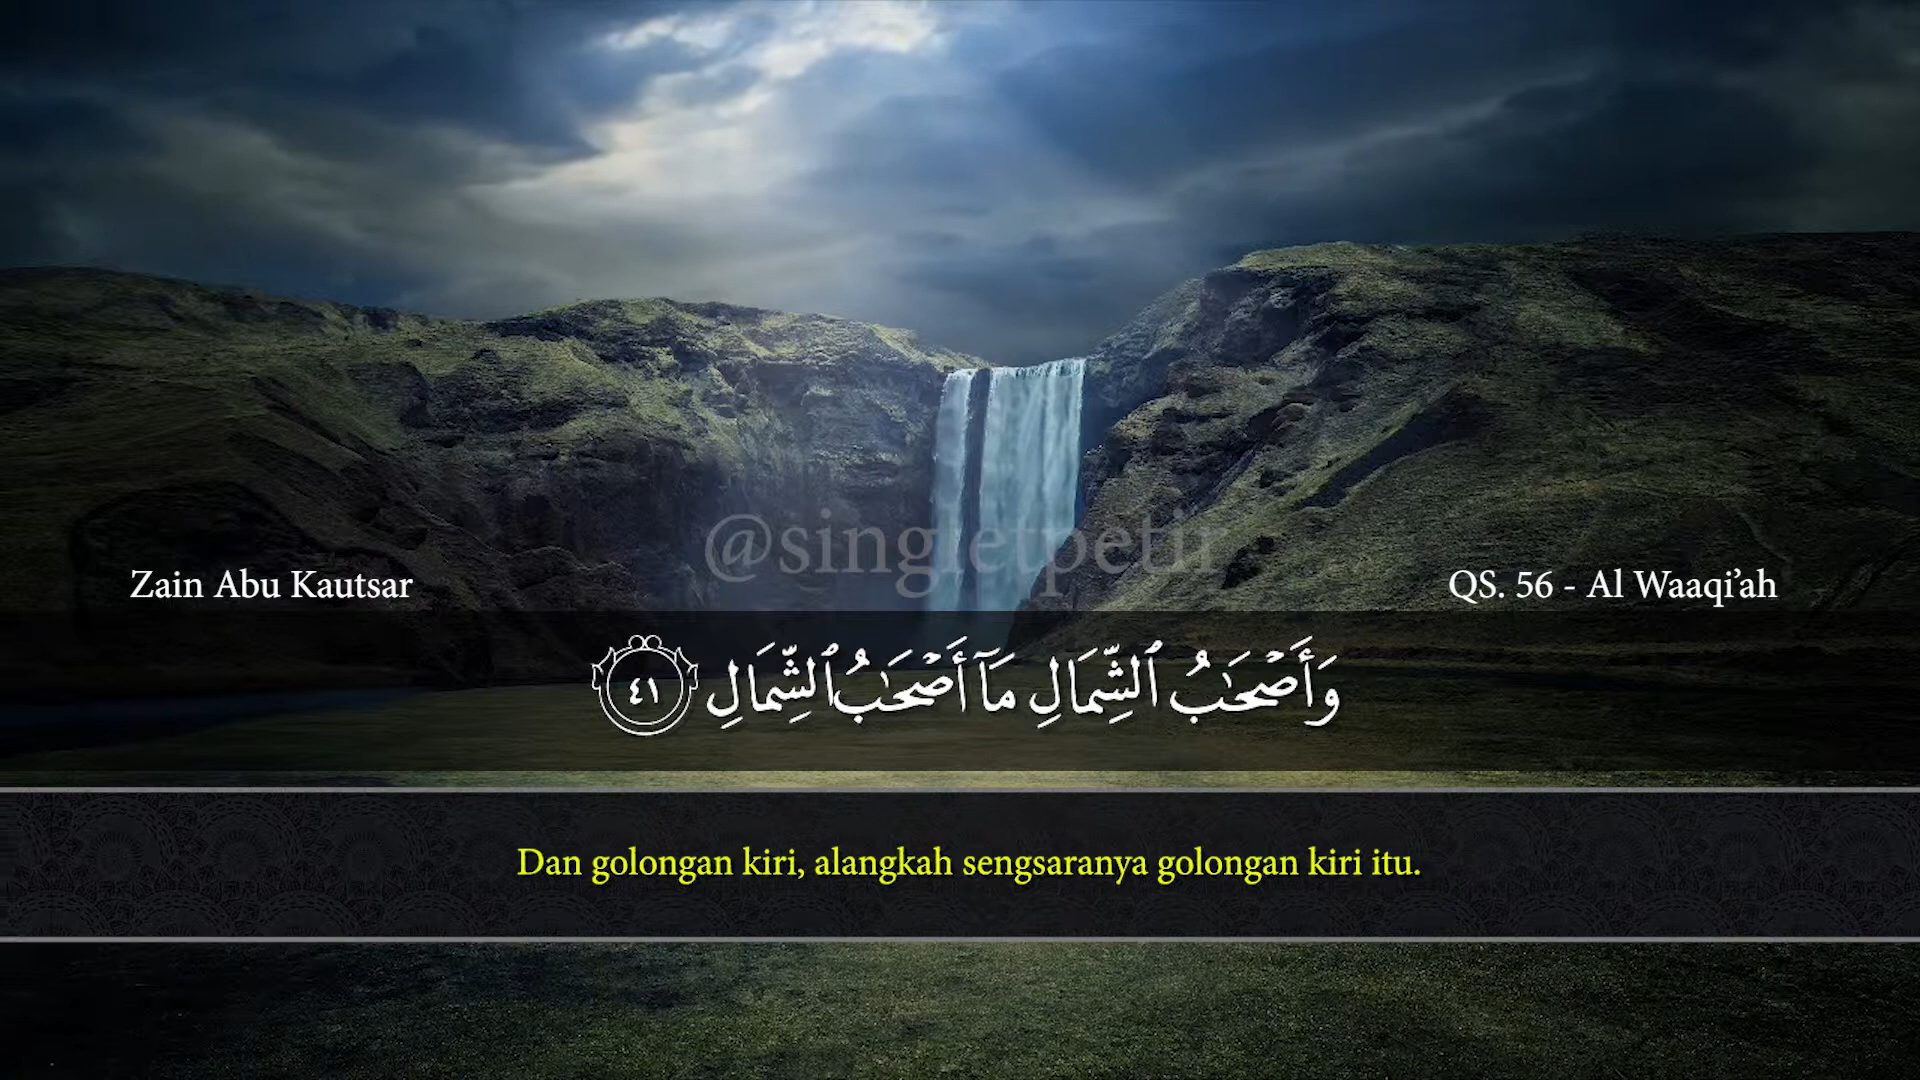 @singletpetir
Zain Abu Kautsar
QS. 56 - Al Waaqi’ah
وَأَصْحَٰبُ ٱلشِّمَالِ مَآ أَصْحَٰبُ ٱلشِّمَالِ ٤١
Dan golongan kiri, alangkah sengsaranya golongan kiri itu.